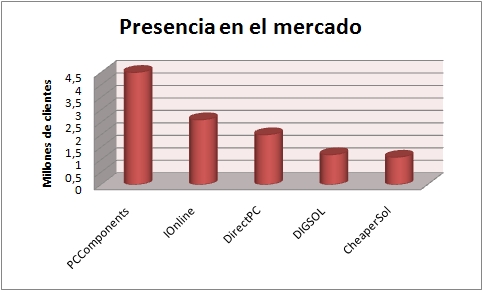 Presencia en el mercado
Millones de clientes
4,5
4
3,5
3
2,5
2
1,5
1
0,5
0
PCComponents
IOnline
DirectPC
DIGSOL
CheaperSol